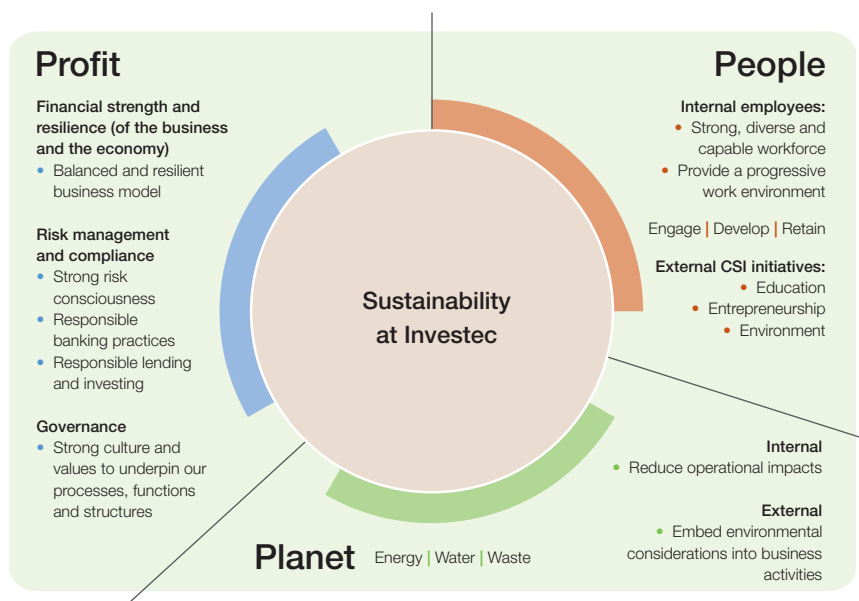 Profit
Financial strength and
resilience (of the business
and the economy)
• Balanced and resilient
business model
Risk management
and compliance
• Strong risk
consciousness
• Responsible
banking practices
• Responsible lending
and investing
Governance
• Strong culture and
values to underpin our
processes, functions
and structures
Sustainability
at Investec
People
Internal employees:
• Strong, diverse and
capable workforce
• Provide a progressive
work environment
Engage | Develop | Retain
External CSI initiatives:
• Education
• Entrepreneurship
• Environment
Planet
Energy | Water | Waste
Internal
• Reduce operational impacts
External
• Embed environmental
considerations into business
activities